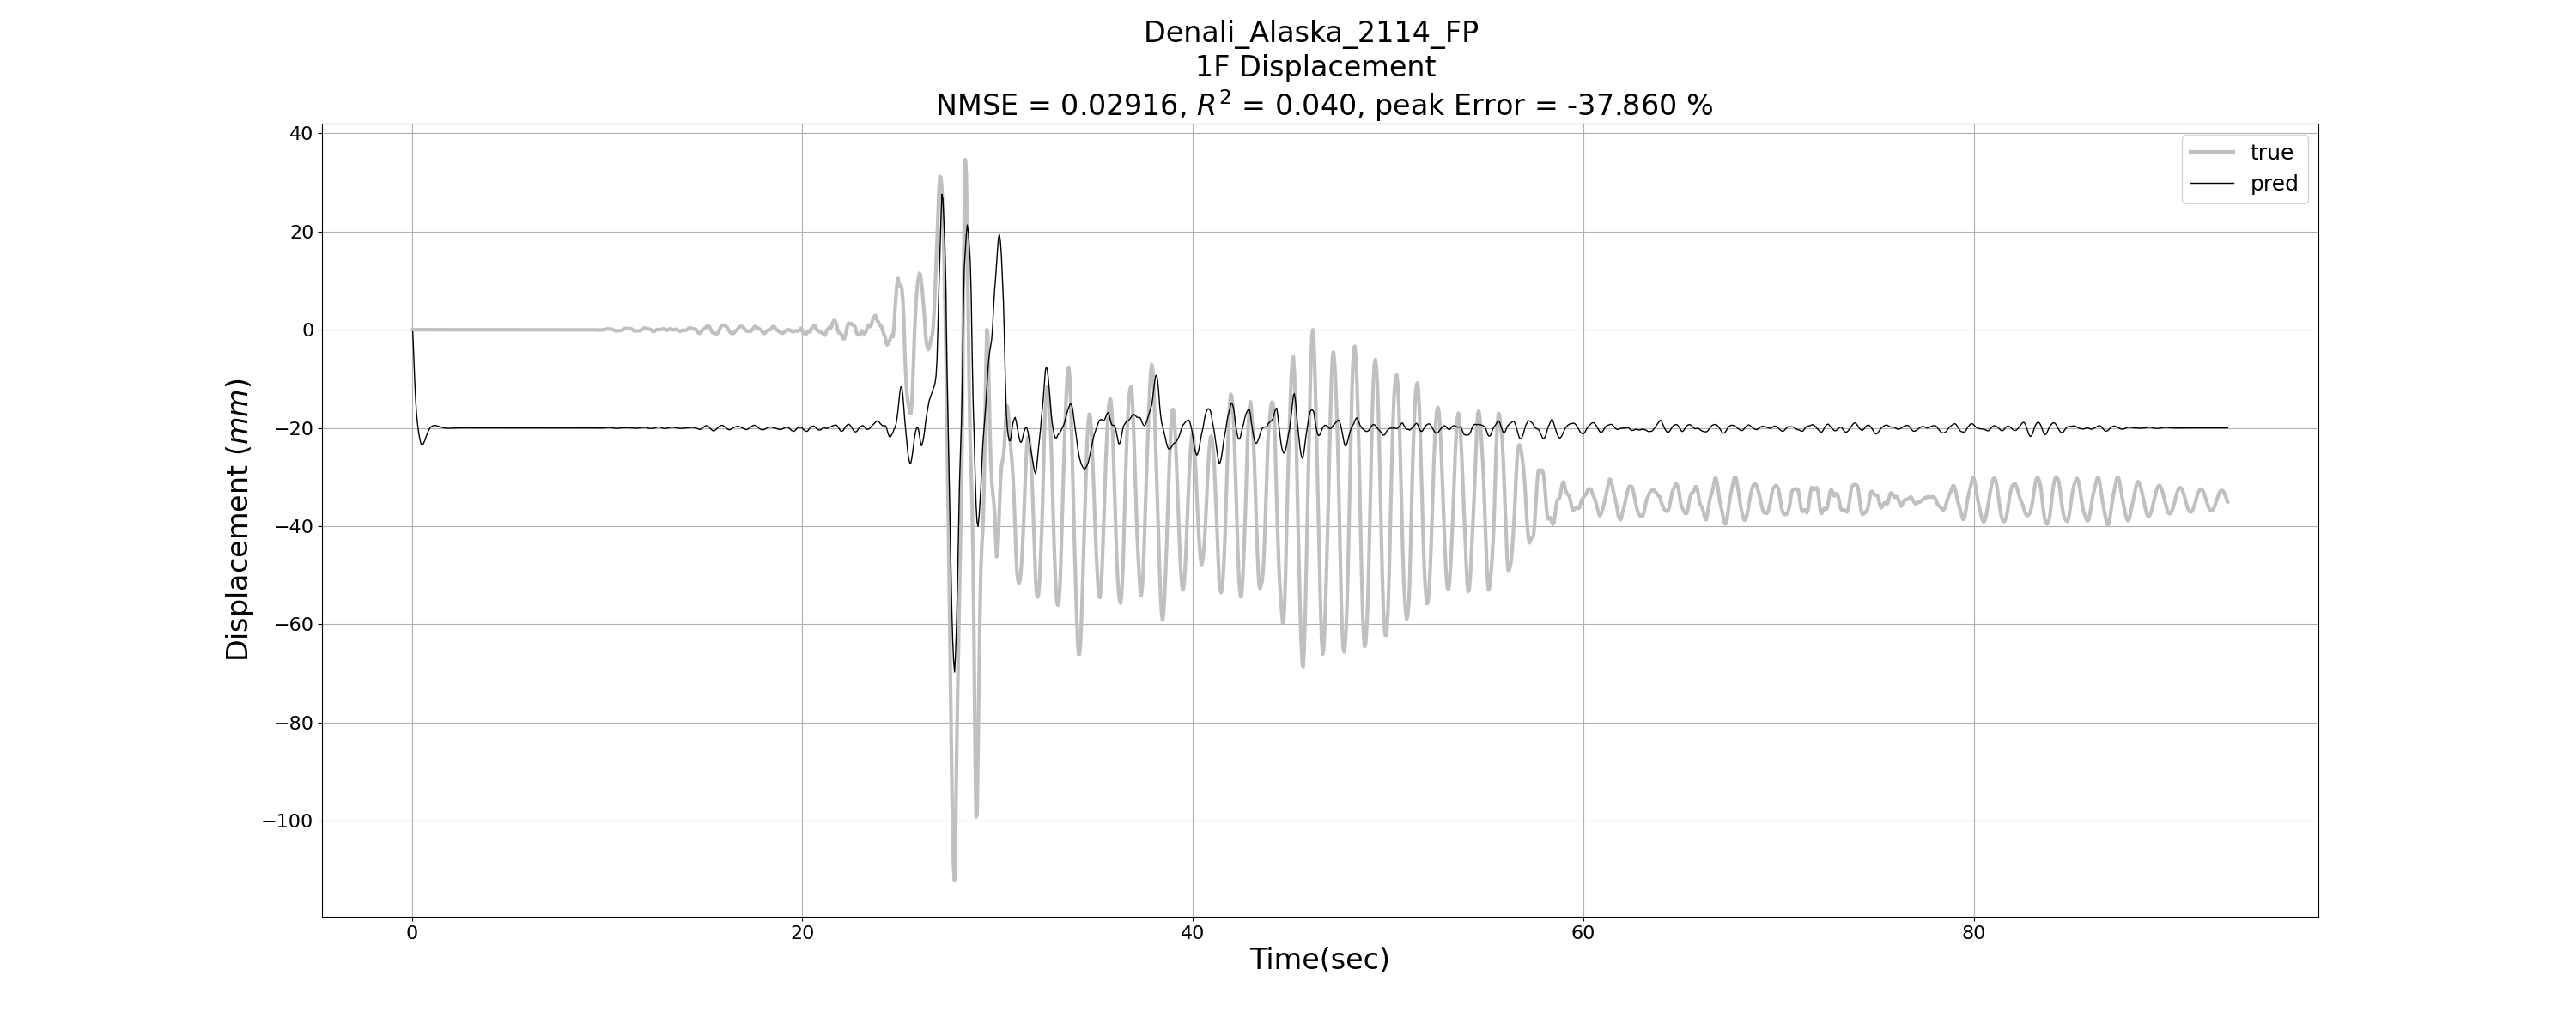 Denali_Alaska_2114_FP
1F Displacement
NMSE = 0.02916, R² = 0.040, peak Error = -37.860 %
true
pred
40
20
0
−20
−40
−60
−80
−100
Displacement (mm)
0 20 40 60 80
Time(sec)